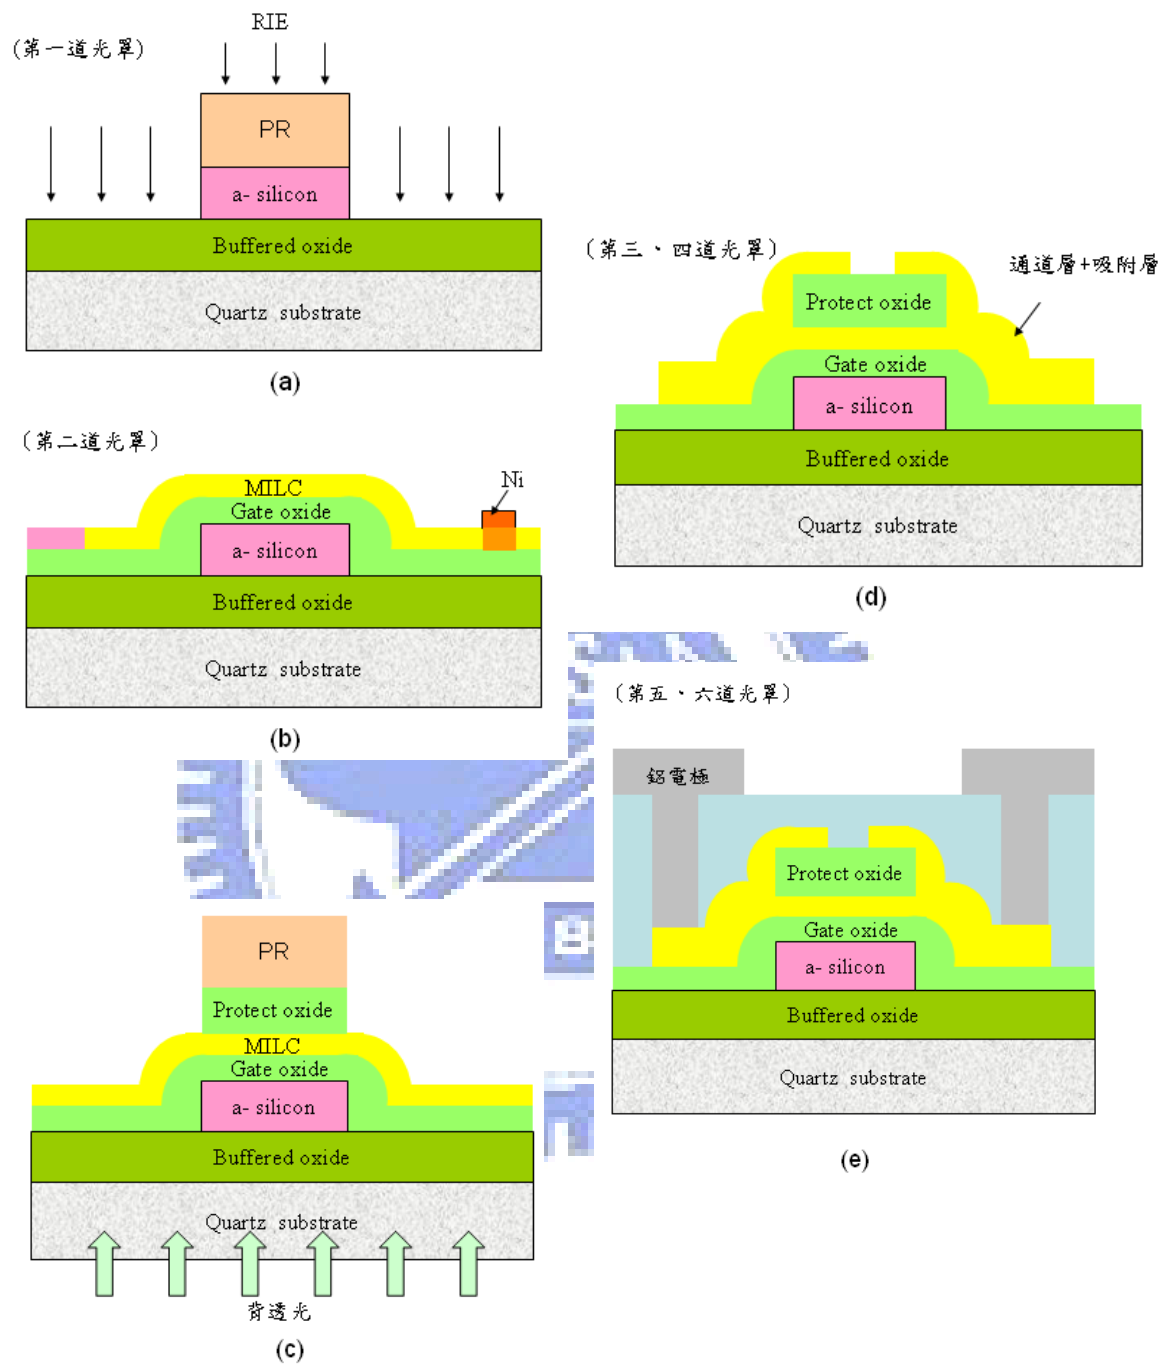 RIE
(第一道光罩)
PR
a- silicon
Buffered oxide
Quartz substrate
(a)
(第二道光罩)
Ni
MILC
Gate oxide
a- silicon
Buffered oxide
Quartz substrate
(b)
PR
Protect oxide
MILC
Gate oxide
a- silicon
Buffered oxide
Quartz substrate
背透光
(c)
(第三、四道光罩)
通道層+吸附層
Protect oxide
Gate oxide
a- silicon
Buffered oxide
Quartz substrate
(d)
(第五、六道光罩)
鋁電極
Protect oxide
Gate oxide
a- silicon
Buffered oxide
Quartz substrate
(e)